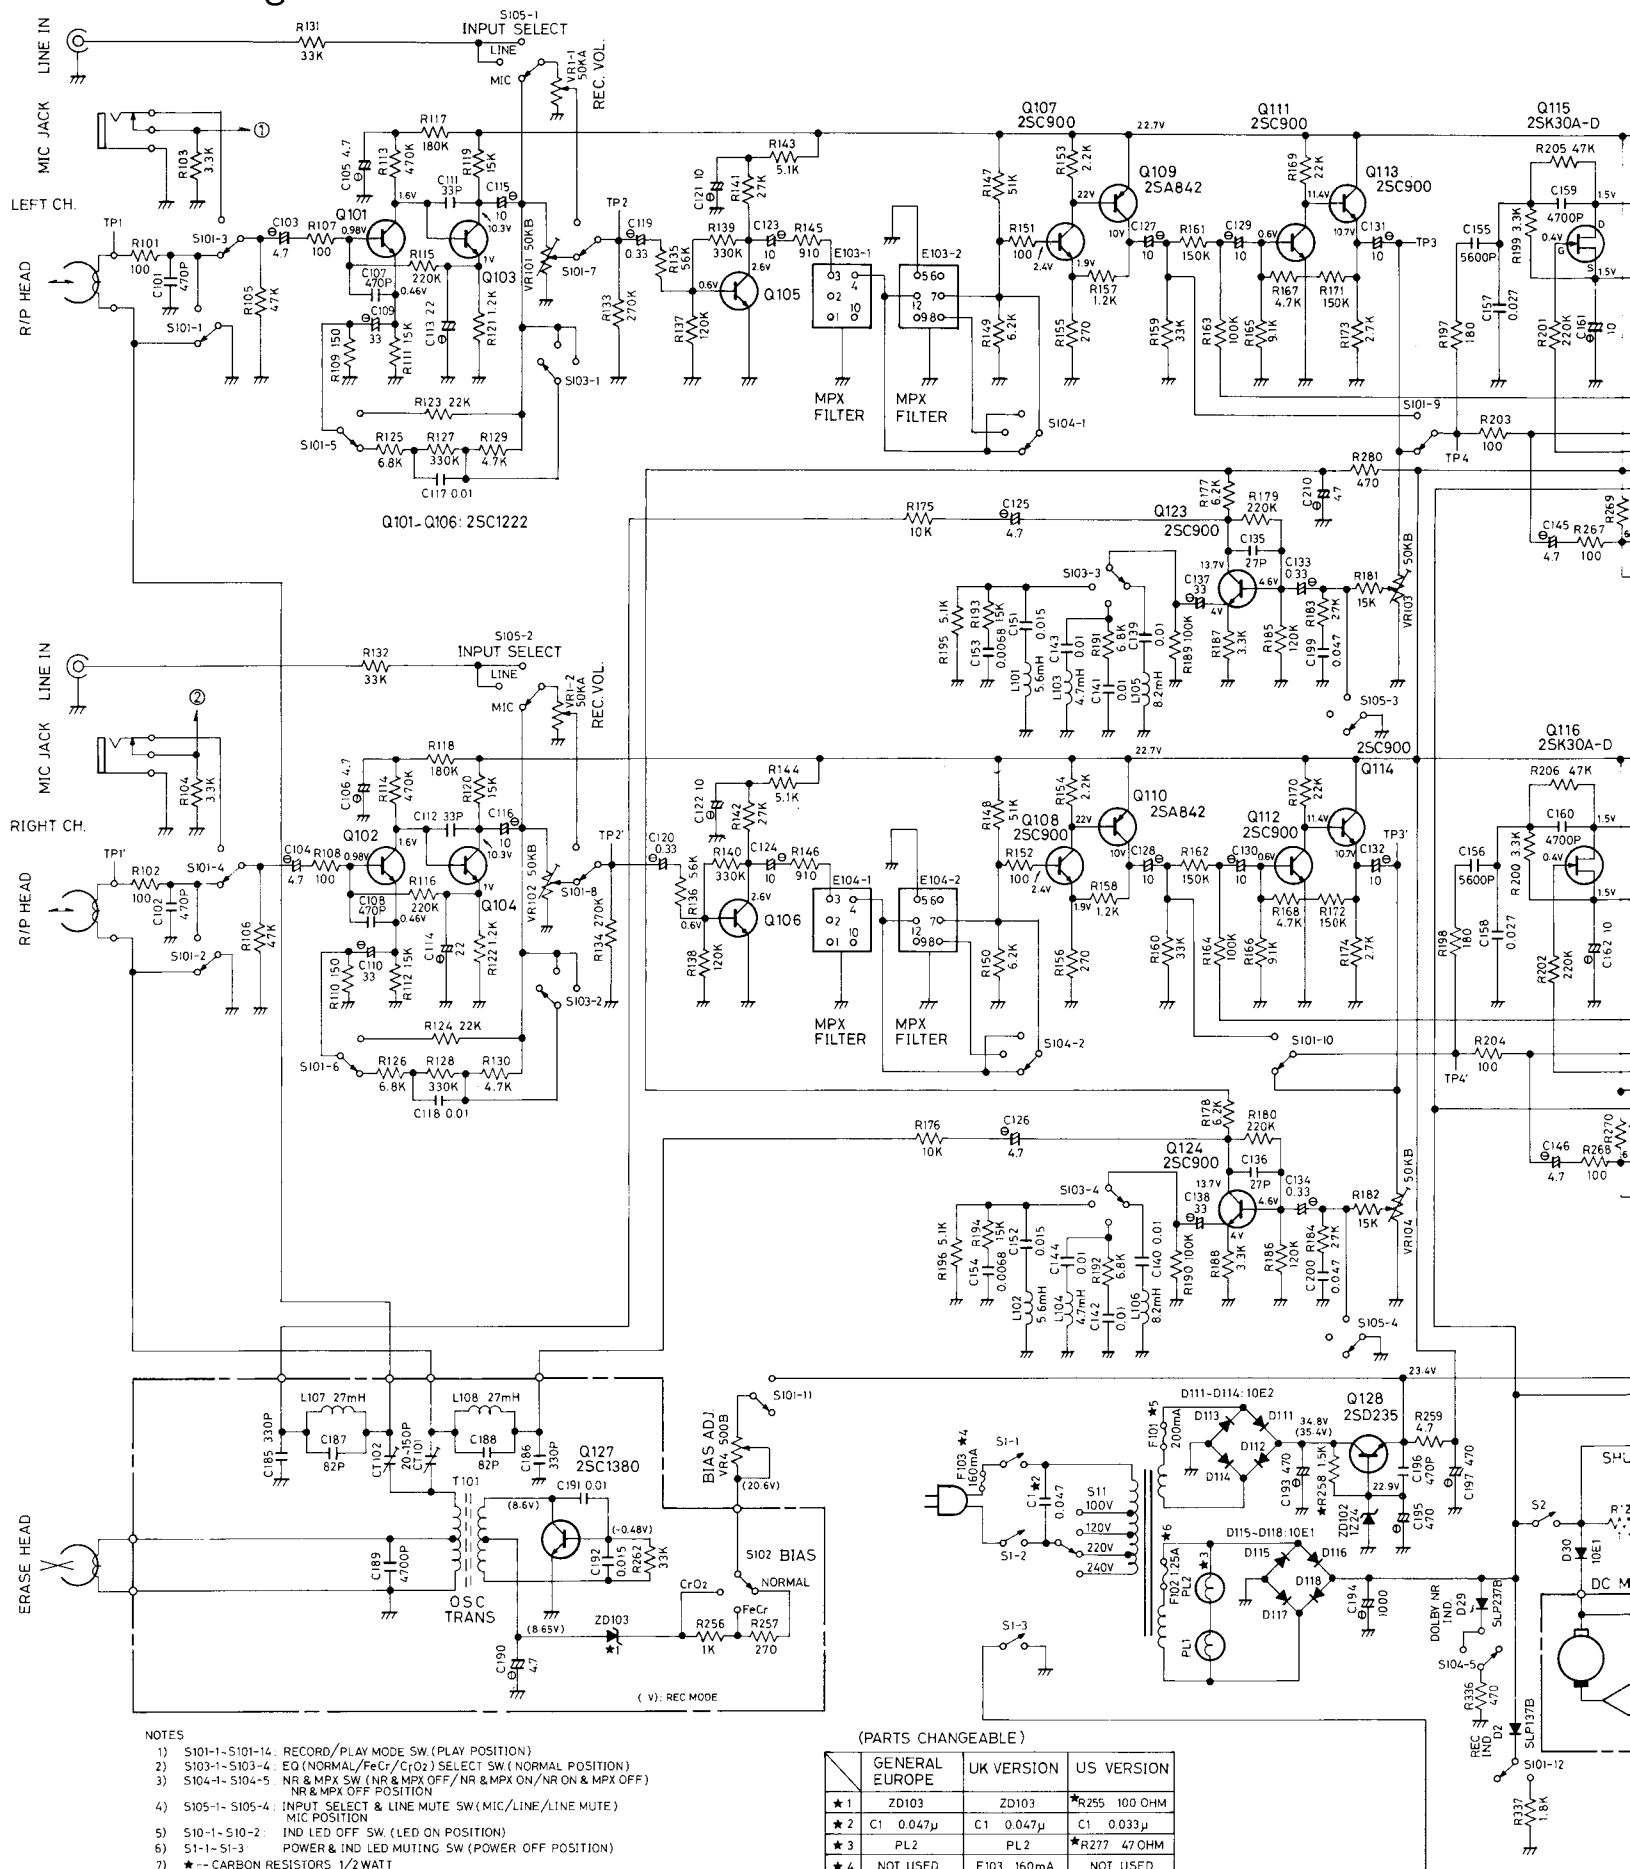 S105-1
INPUT SELECT
LINE IN
R131
33K
LINE
MIC
VR1-1
50KA
REC. VOL.
MIC JACK
R103
3.3K
①
LEFT CH.
R/P HEAD
TP1
R101
100
C101
470P
S101-3
S101-1
R105
47K
C103
4.7
R107
100
C105 4.7
R113
470K
R117
180K
R119
15K
C111
33P
C115
10
1.6V
10.3V
Q101
0.98V
C107
470P
R115
220K
0.46V
1V
Q103
C109
33
R109 150
R111 15K
C113 22
R121 1.2K
VR101 50KB
S101-7
S103-1
R123 22K
S101-5
R125
6.8K
R127
330K
R129
4.7K
C117 0.01
Q101-Q106: 2SC1222
TP2
C119
0.33
R133
270K
R135
56K
R137
120K
C121 10
R141
27K
R143
5.1K
R139
330K
C123
10
R145
910
2.6V
0.6V
Q105
E103-1
E103-2
MPX
FILTER
MPX
FILTER
S104-1
Q107
2SC900
R147
51K
R149
6.2K
R151
100
2.4V
R153
2.2K
22V
1.9V
R155
270
R157
1.2K
Q109
2SA842
22.7V
10V
C127
10
R159
33K
R161
150K
R163
100K
C129
10
0.6V
R165
9.1K
R167
4.7K
R171
150K
Q111
2SC900
R169
22K
11.4V
Q113
2SC900
10.7V
C131
10
R173
2.7K
TP3
S101-9
Q115
2SK30A-D
R205 47K
C159
4700P
R199 3.3K
0.4V
1.5V
D
G
S
1.5V
C155
5600P
C157
0.027
R197
180
R201
220K
C161
10
R203
100
TP4
R280
470
C145
4.7
R267
100
R269
R175
10K
C125
4.7
R177
6.2K
R179
220K
C210
47
Q123
2SC900
C135
27P
13.7V
4.6V
4V
C137
33
C133
0.33
R181
15K
VR103
50KB
S103-3
R195 5.1K
R193
15K
C153
0.0068
C151
0.015
L101
5.6mH
C143
0.01
L103
4.7mH
R191
6.8K
C141
0.01
C139
0.01
L105
8.2mH
R189 100K
R187
3.3K
R185
120K
R183
27K
C199
0.047
S105-3
S105-2
INPUT SELECT
LINE IN
R132
33K
LINE
MIC
VR1-2
50KA
REC. VOL.
MIC JACK
R104
3.3K
②
RIGHT CH.
R/P HEAD
TP1'
R102
100
C102
470P
S101-4
S101-2
R106
47K
C104
4.7
R108
100
C106 4.7
R114
470K
R118
180K
R120
15K
C112 33P
C116
10
1.6V
10.3V
Q102
0.98V
C108
470P
R116
220K
0.46V
1V
Q104
C110
33
R110 150
R112 15K
C114
22
R122 1.2K
VR102 50KB
S101-8
S103-2
R124 22K
S101-6
R126
6.8K
R128
330K
R130
4.7K
C118 0.01
TP2'
C120
0.33
R134 270K
R136 56K
0.6V
R138
120K
C122 10
R142
27K
R144
5.1K
R140
330K
C124
10
R146
910
2.6V
Q106
E104-1
E104-2
MPX
FILTER
MPX
FILTER
S104-2
R148
51K
R150
6.2K
Q108
2SC900
R152
100
2.4V
R154
2.2K
22V
1.9V
R156
270
R158
1.2K
Q110
2SA842
22.7V
10V
C128
10
R160
33K
R162
150K
R164
100K
C130
10
0.6V
R166
9.1K
R168
4.7K
R172
150K
Q112
2SC900
R170
22K
11.4V
2SC900
Q114
10.7V
C132
10
R174
2.7K
TP3'
S101-10
Q116
2SK30A-D
R206 47K
C160
4700P
R200 3.3K
0.4V
1.5V
1.5V
C156
5600P
C158
0.027
R198
180
R202
220K
C162 10
R204
100
TP4'
C146
4.7
R268
100
R270
R176
10K
C126
4.7
R178
6.2K
R180
220K
Q124
2SC900
C136
27P
13.7V
4.6V
4V
C138
33
C134
0.33
R182
15K
VR104
50KB
S103-4
R196 5.1K
R194
15K
C154
0.0068
C152
0.015
L102
5.6mH
C144
0.01
L104
4.7mH
R192
6.8K
C142
0.01
C140 0.01
L106
8.2mH
R190 100K
R188
3.3K
R186
120K
R184
27K
C200
0.047
S105-4
L107 27mH
C187
82P
C185 330P
CT102
20-150P
CT101
L108 27mH
C188
82P
C186
330P
Q127
2SC1380
C191 0.01
(8.6V)
(-0.48V)
C192
0.015
R262
33K
T101
OSC
TRANS
C189
4700P
ERASE HEAD
(8.65V)
C190
4.7
ZD103
★1
R256
1K
R257
270
CrO2
FeCr
NORMAL
S102 BIAS
BIAS ADJ.
VR4 500B
(20.6V)
S101-11
( V): REC MODE
★4
F103
160mA
S1-1
S1-2
S1-3
C1★2
0.047
S11
100V
120V
220V
240V
★5
F101
200mA
★6
F102 1.25A
★3
PL2
PL1
D111-D114: 10E2
D113
D111
D112
D114
D115-D118: 10E1
D115
D116
D118
D117
(34.8V)
(35.4V)
C193 470
★R258 1.5K
Q128
2SD235
23.4V
22.9V
ZD102
1Z24
C196
470P
C195
470
R259
4.7
C197 470
C194
1000
DOLBY NR
IND.
D29
SLP237B
S104-5
R336
470
REC
IND.
D2
SLP137B
S101-12
R337
1.8K
S2
D30
10E1
DC M
NOTES
1) S101-1~S101-14: RECORD/PLAY MODE SW. (PLAY POSITION)
2) S103-1~S103-4: EQ (NORMAL/FeCr/CrO2) SELECT SW. (NORMAL POSITION)
3) S104-1~S104-5: NR & MPX SW. (NR & MPX OFF/NR & MPX ON/NR ON & MPX OFF)
NR & MPX OFF POSITION
4) S105-1~S105-4: INPUT SELECT & LINE MUTE SW. (MIC/LINE/LINE MUTE)
MIC POSITION
5) S10-1~S10-2: IND LED OFF SW. (LED ON POSITION)
6) S1-1~S1-3 POWER & IND LED MUTING SW. (POWER OFF POSITION)
7) ★ -- CARBON RESISTORS 1/2 WATT
(PARTS CHANGEABLE)
GENERAL EUROPE UK VERSION US VERSION
★1 ZD103 ZD103 ★R255 100 OHM
★2 C1 0.047μ C1 0.047μ C1 0.033μ
★3 PL2 PL2 ★R277 47 OHM
★4 NOT USED F103 160mA NOT USED